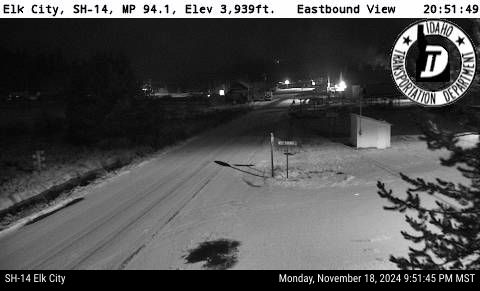 Elk City, SH-14, MP 94.1, Elev 3,939ft. Eastbound View 20:51:49
IDAHO
TRANSPORTATION DEPARTMENT
SH-14 Elk City Monday, November 18, 2024 9:51:45 PM MST